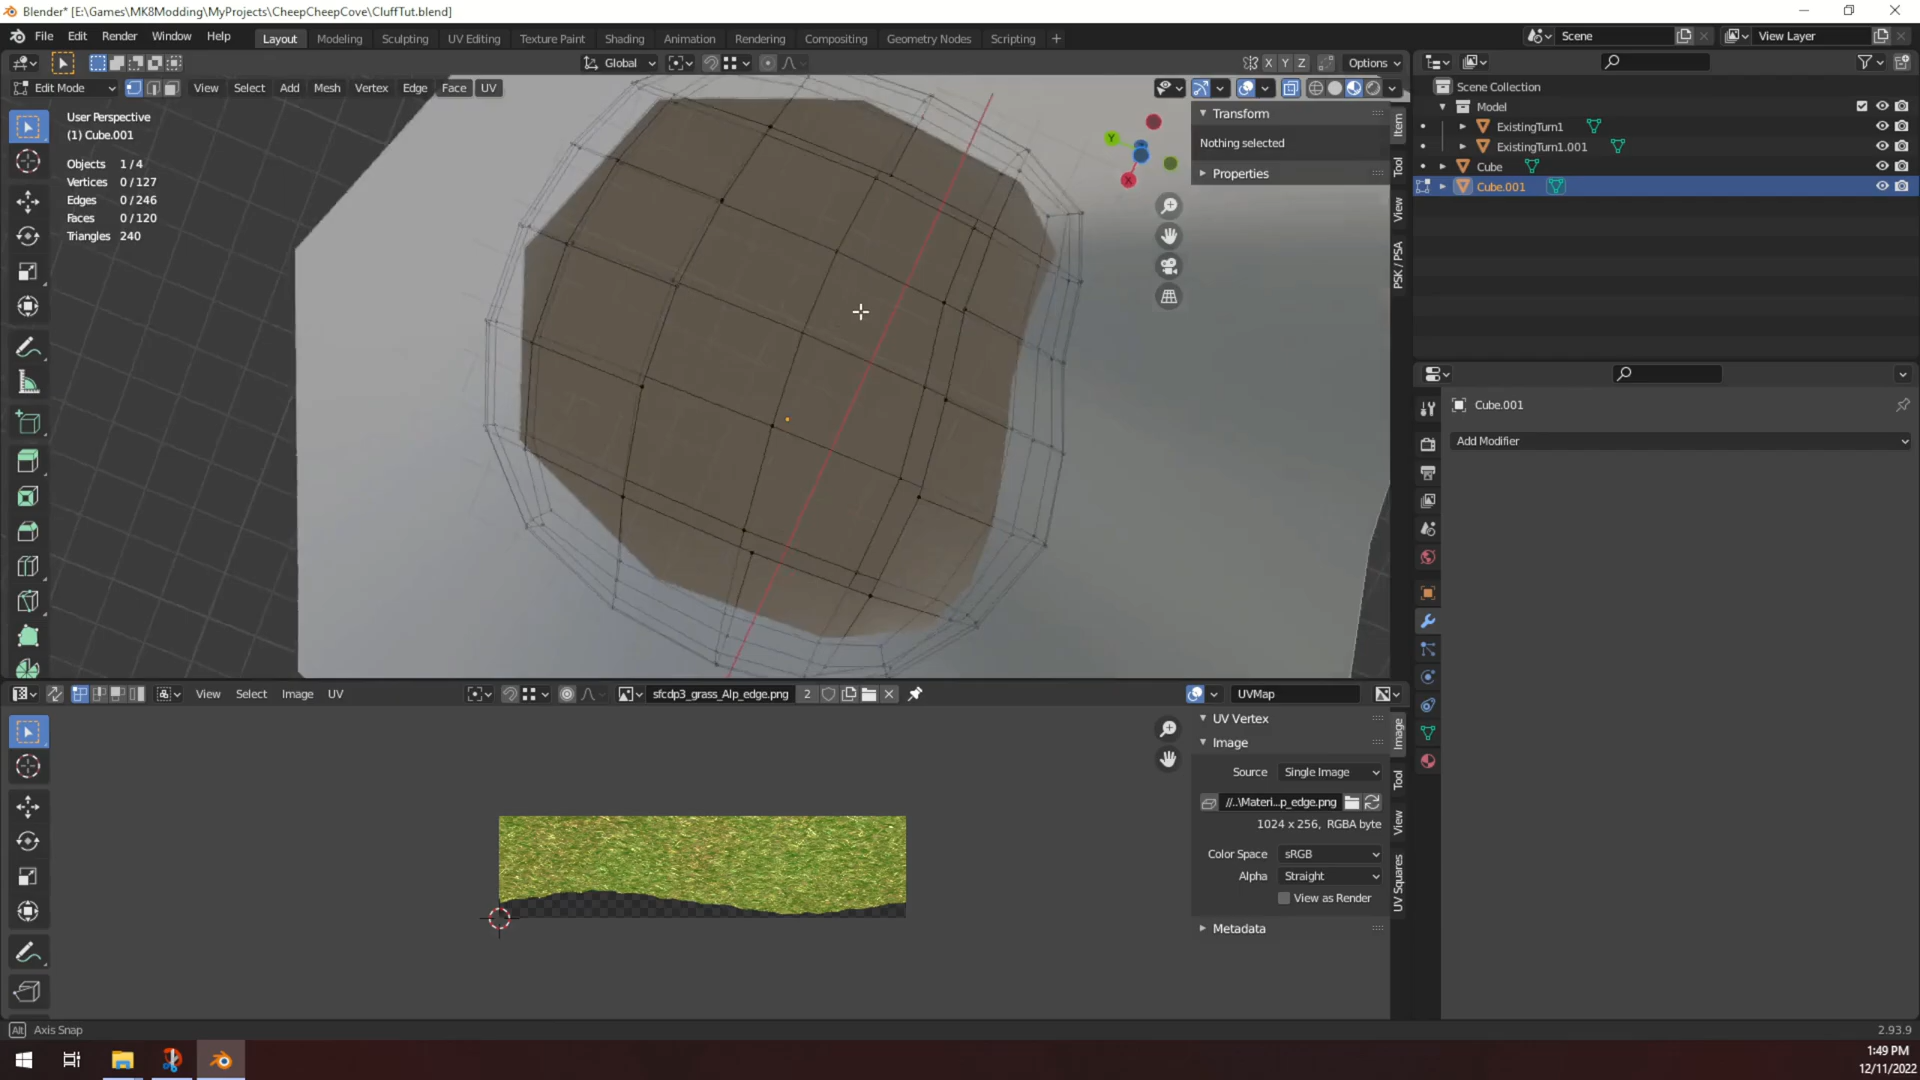 Blender* [E:\Games\MK8Modding\MyProjects\CheepCheepCove\CluffTut.blend]
File Edit Render Window Help Layout Modeling Sculpting UV Editing Texture Paint Shading Animation Rendering Compositing Geometry Nodes Scripting + Scene View Layer
Global X Y Z Options
Edit Mode View Select Add Mesh Vertex Edge Face UV
User Perspective
(1) Cube.001
Objects 1/4
Vertices 0/127
Edges 0/246
Faces 0/120
Triangles 240
Y
X
Transform
Nothing selected
Properties
Item
Tool
View
PSK / PSA
Scene Collection
Model
ExistingTurn1
ExistingTurn1.001
Cube
Cube.001
Cube.001
Add Modifier
View Select Image UV sfcdp3_grass_Alp_edge.png 2 UVMap
UV Vertex
Image
Source Single Image
//..\Materi...p_edge.png
1024 x 256, RGBA byte
Color Space sRGB
Alpha Straight
View as Render
Metadata
Image
Tool
View
UV Squares
Alt Axis Snap
2.93.9
1:49 PM
12/11/2022